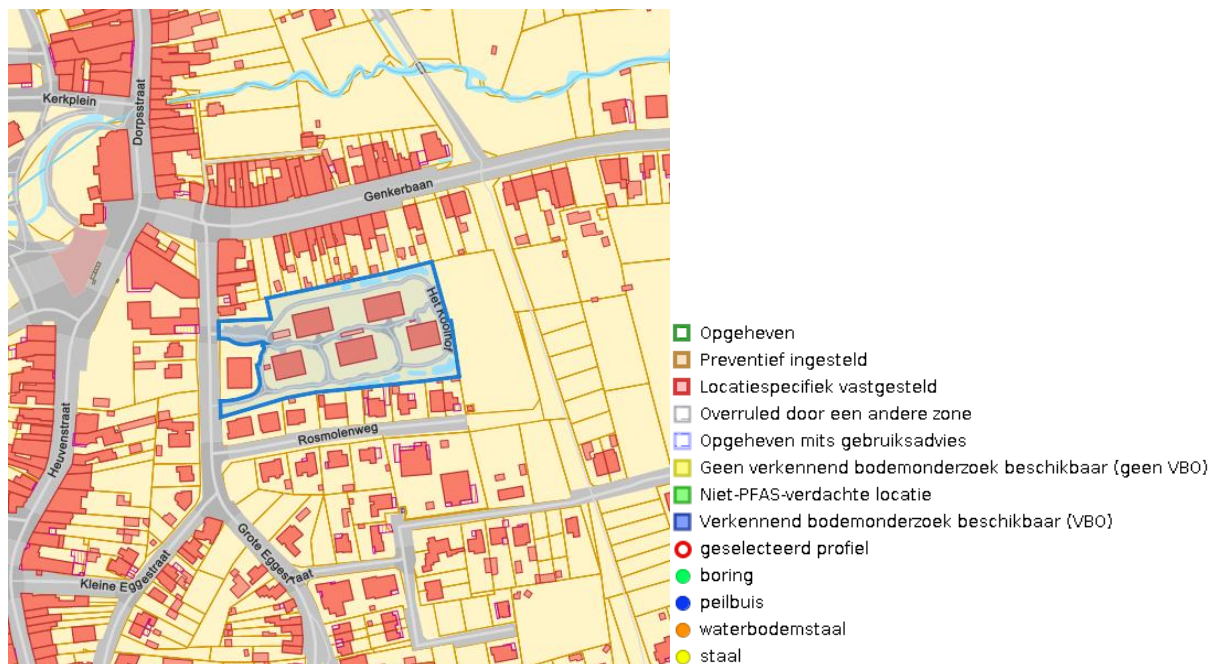 Kerkplein
Dorpsstraat
Genkerbaan
Het Koolhof
Heuvenstraat
Rosmolenweg
Grote Eggestraat
Kleine Eggestraat
Opgeheven
Preventief ingesteld
Locatiespecifiek vastgesteld
Overruled door een andere zone
Opgeheven mits gebruiksadvies
Geen verkennend bodemonderzoek beschikbaar (geen VBO)
Niet-PFAS-verdachte locatie
Verkennend bodemonderzoek beschikbaar (VBO)
geselecteerd profiel
boring
peilbuis
waterbodemstaal
staal